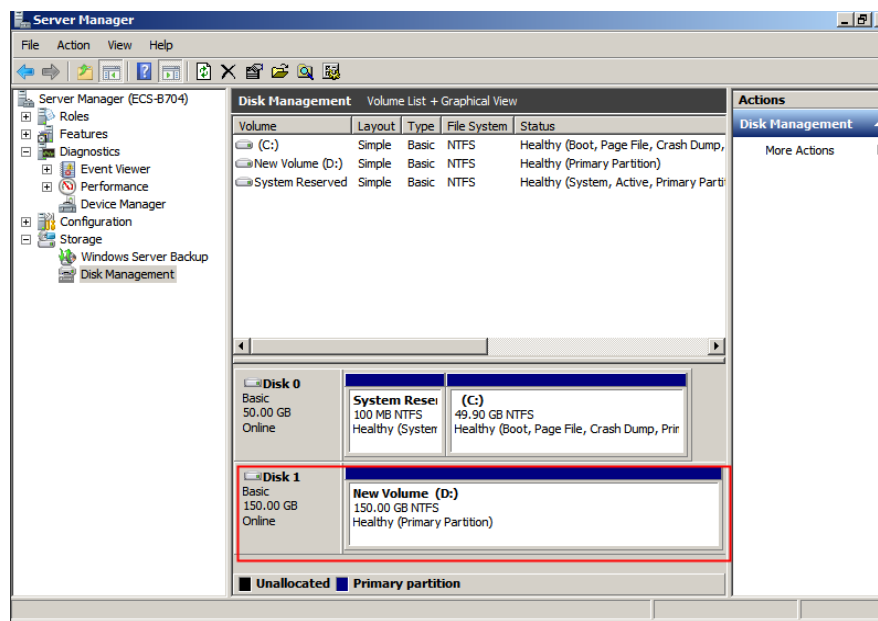 Server Manager
File Action View Help
Server Manager (ECS-B704)
Roles
Features
Diagnostics
Event Viewer
Performance
Device Manager
Configuration
Storage
Windows Server Backup
Disk Management
Disk Management Volume List + Graphical View
Volume Layout Type File System Status
(C:) Simple Basic NTFS Healthy (Boot, Page File, Crash Dump,
New Volume (D:) Simple Basic NTFS Healthy (Primary Partition)
System Reserved Simple Basic NTFS Healthy (System, Active, Primary Parti
Disk 0
Basic
50.00 GB
Online
System Reser
100 MB NTFS
Healthy (System
(C:)
49.90 GB NTFS
Healthy (Boot, Page File, Crash Dump, Prir
Disk 1
Basic
150.00 GB
Online
New Volume (D:)
150.00 GB NTFS
Healthy (Primary Partition)
Unallocated Primary partition
Actions
Disk Management
More Actions